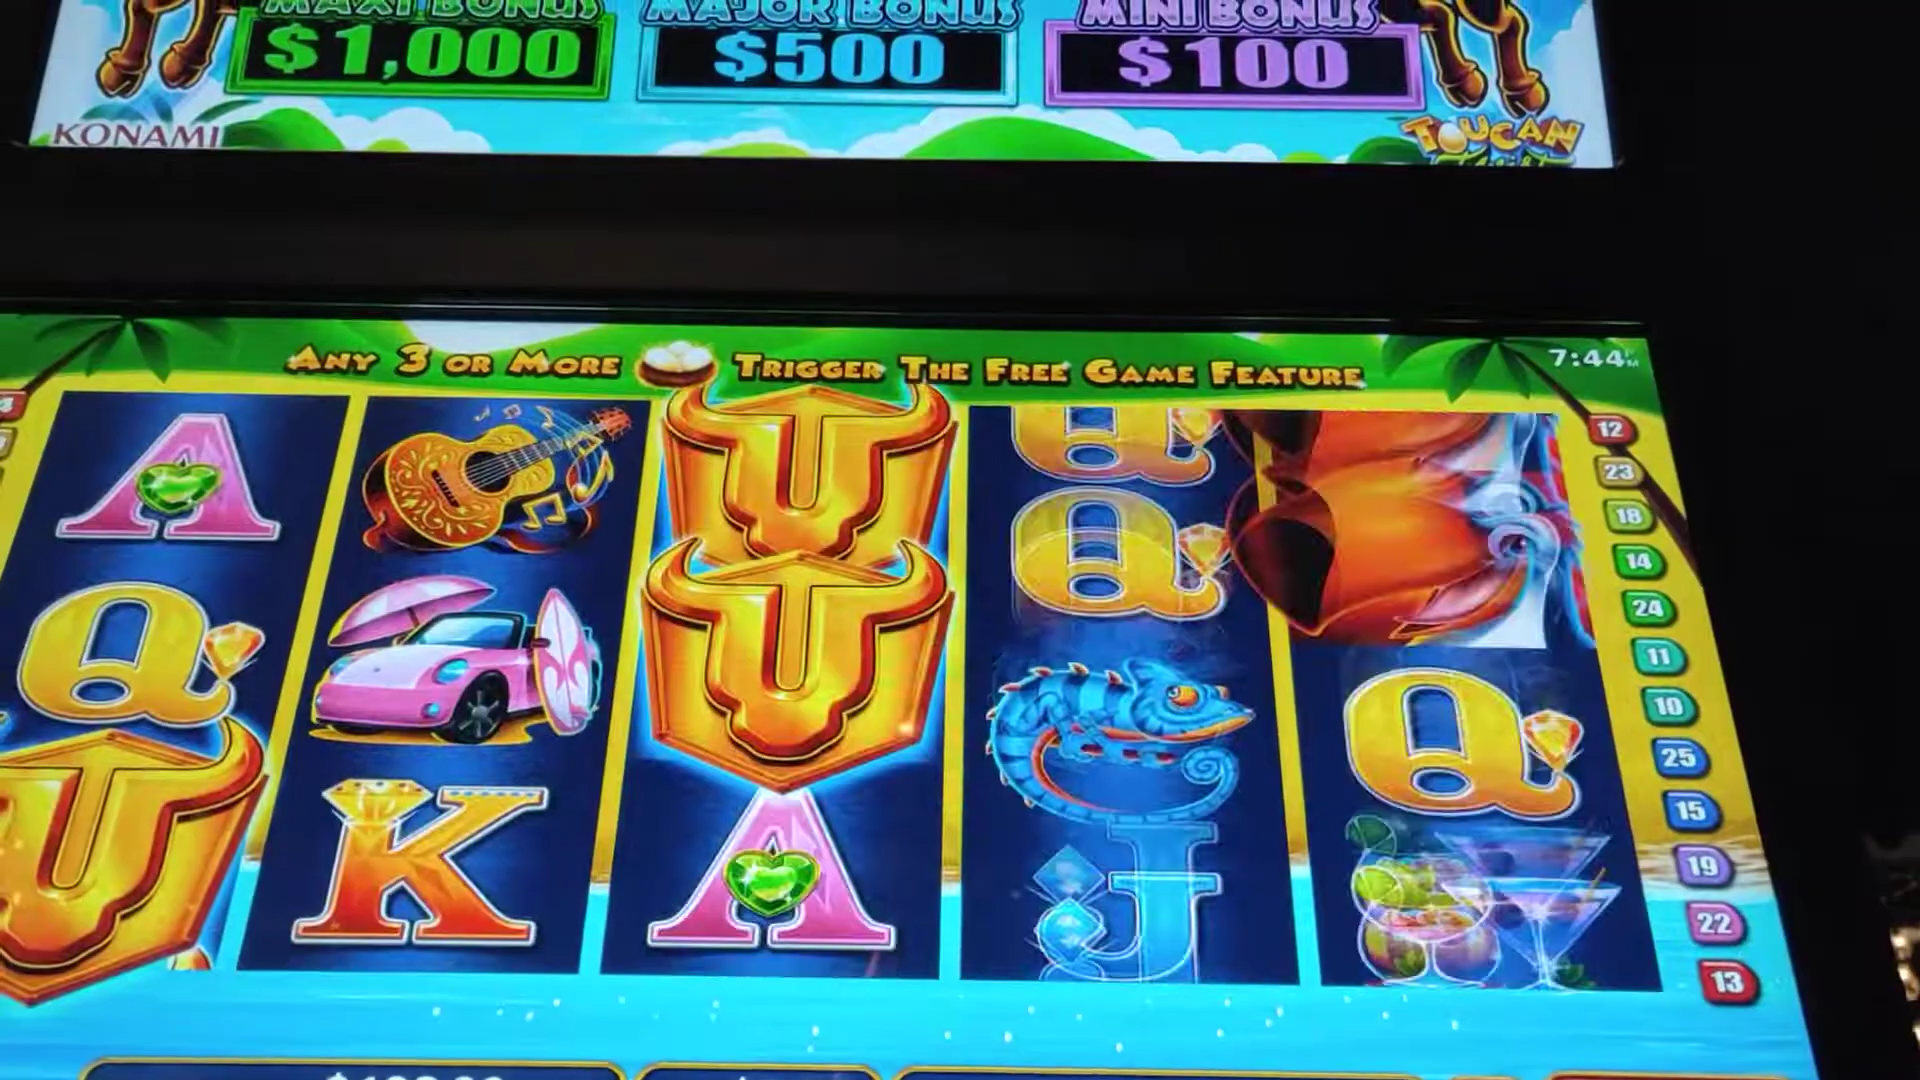 MAXI BONUS
MAJOR BONUS
MINI BONUS
$1,000
$500
$100
KONAMI
TOUCAN
ANY 3 OR MORE TRIGGER THE FREE GAME FEATURE
7:44PM
A
Q
K
A
Q
Q
J
Q
12
23
18
14
24
11
10
25
15
19
22
13